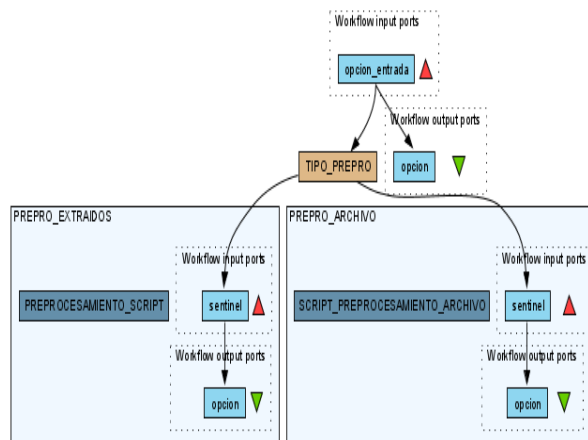 Workflow input ports
opcion_entrada
Workflow output ports
TIPO_PREPRO
opcion
PREPRO_EXTRAIDOS
Workflow input ports
PREPROCESAMIENTO_SCRIPT
sentinel
Workflow output ports
opcion
PREPRO_ARCHIVO
Workflow input ports
SCRIPT_PREPROCESAMIENTO_ARCHIVO
sentinel
Workflow output ports
opcion